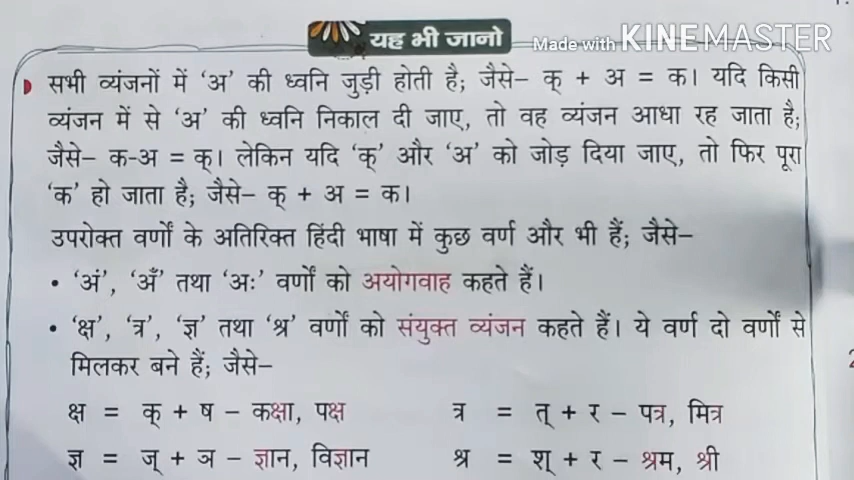 यह भी जानो
Made with KINEMASTER
सभी व्यंजनों में ‘अ’ की ध्वनि जुड़ी होती है; जैसे– क् + अ = क। यदि किसी
व्यंजन में से ‘अ’ की ध्वनि निकाल दी जाए, तो वह व्यंजन आधा रह जाता है;
जैसे– क-अ = क्। लेकिन यदि ‘क्’ और ‘अ’ को जोड़ दिया जाए, तो फिर पूरा
‘क’ हो जाता है; जैसे– क् + अ = क।
उपरोक्त वर्णों के अतिरिक्त हिंदी भाषा में कुछ वर्ण और भी हैं; जैसे–
• ‘अं’, ‘अँ’ तथा ‘अः’ वर्णों को अयोगवाह कहते हैं।
• ‘क्ष’, ‘त्र’, ‘ज्ञ’ तथा ‘श्र’ वर्णों को संयुक्त व्यंजन कहते हैं। ये वर्ण दो वर्णों से
मिलकर बने हैं; जैसे–
क्ष = क् + ष – कक्षा, पक्ष त्र = त् + र – पत्र, मित्र
ज्ञ = ज् + ञ – ज्ञान, विज्ञान श्र = श् + र – श्रम, श्री